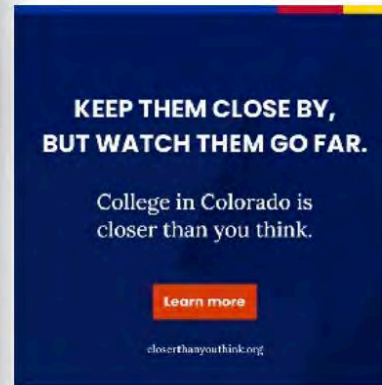 KEEP THEM CLOSE BY,
BUT WATCH THEM GO FAR.
College in Colorado is
closer than you think.
Learn more
closerthanyouthink.org